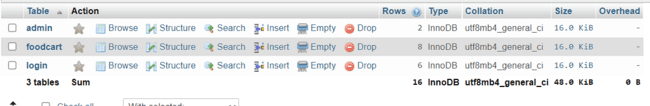 Table Action Rows Type Collation Size Overhead
admin Browse Structure Search Insert Empty Drop 2 InnoDB utf8mb4_general_ci 16.0 KiB -
foodcart Browse Structure Search Insert Empty Drop 8 InnoDB utf8mb4_general_ci 16.0 KiB -
login Browse Structure Search Insert Empty Drop 6 InnoDB utf8mb4_general_ci 16.0 KiB -
3 tables Sum 16 InnoDB utf8mb4_general_ci 48.0 KiB 0 B
Check all With selected: